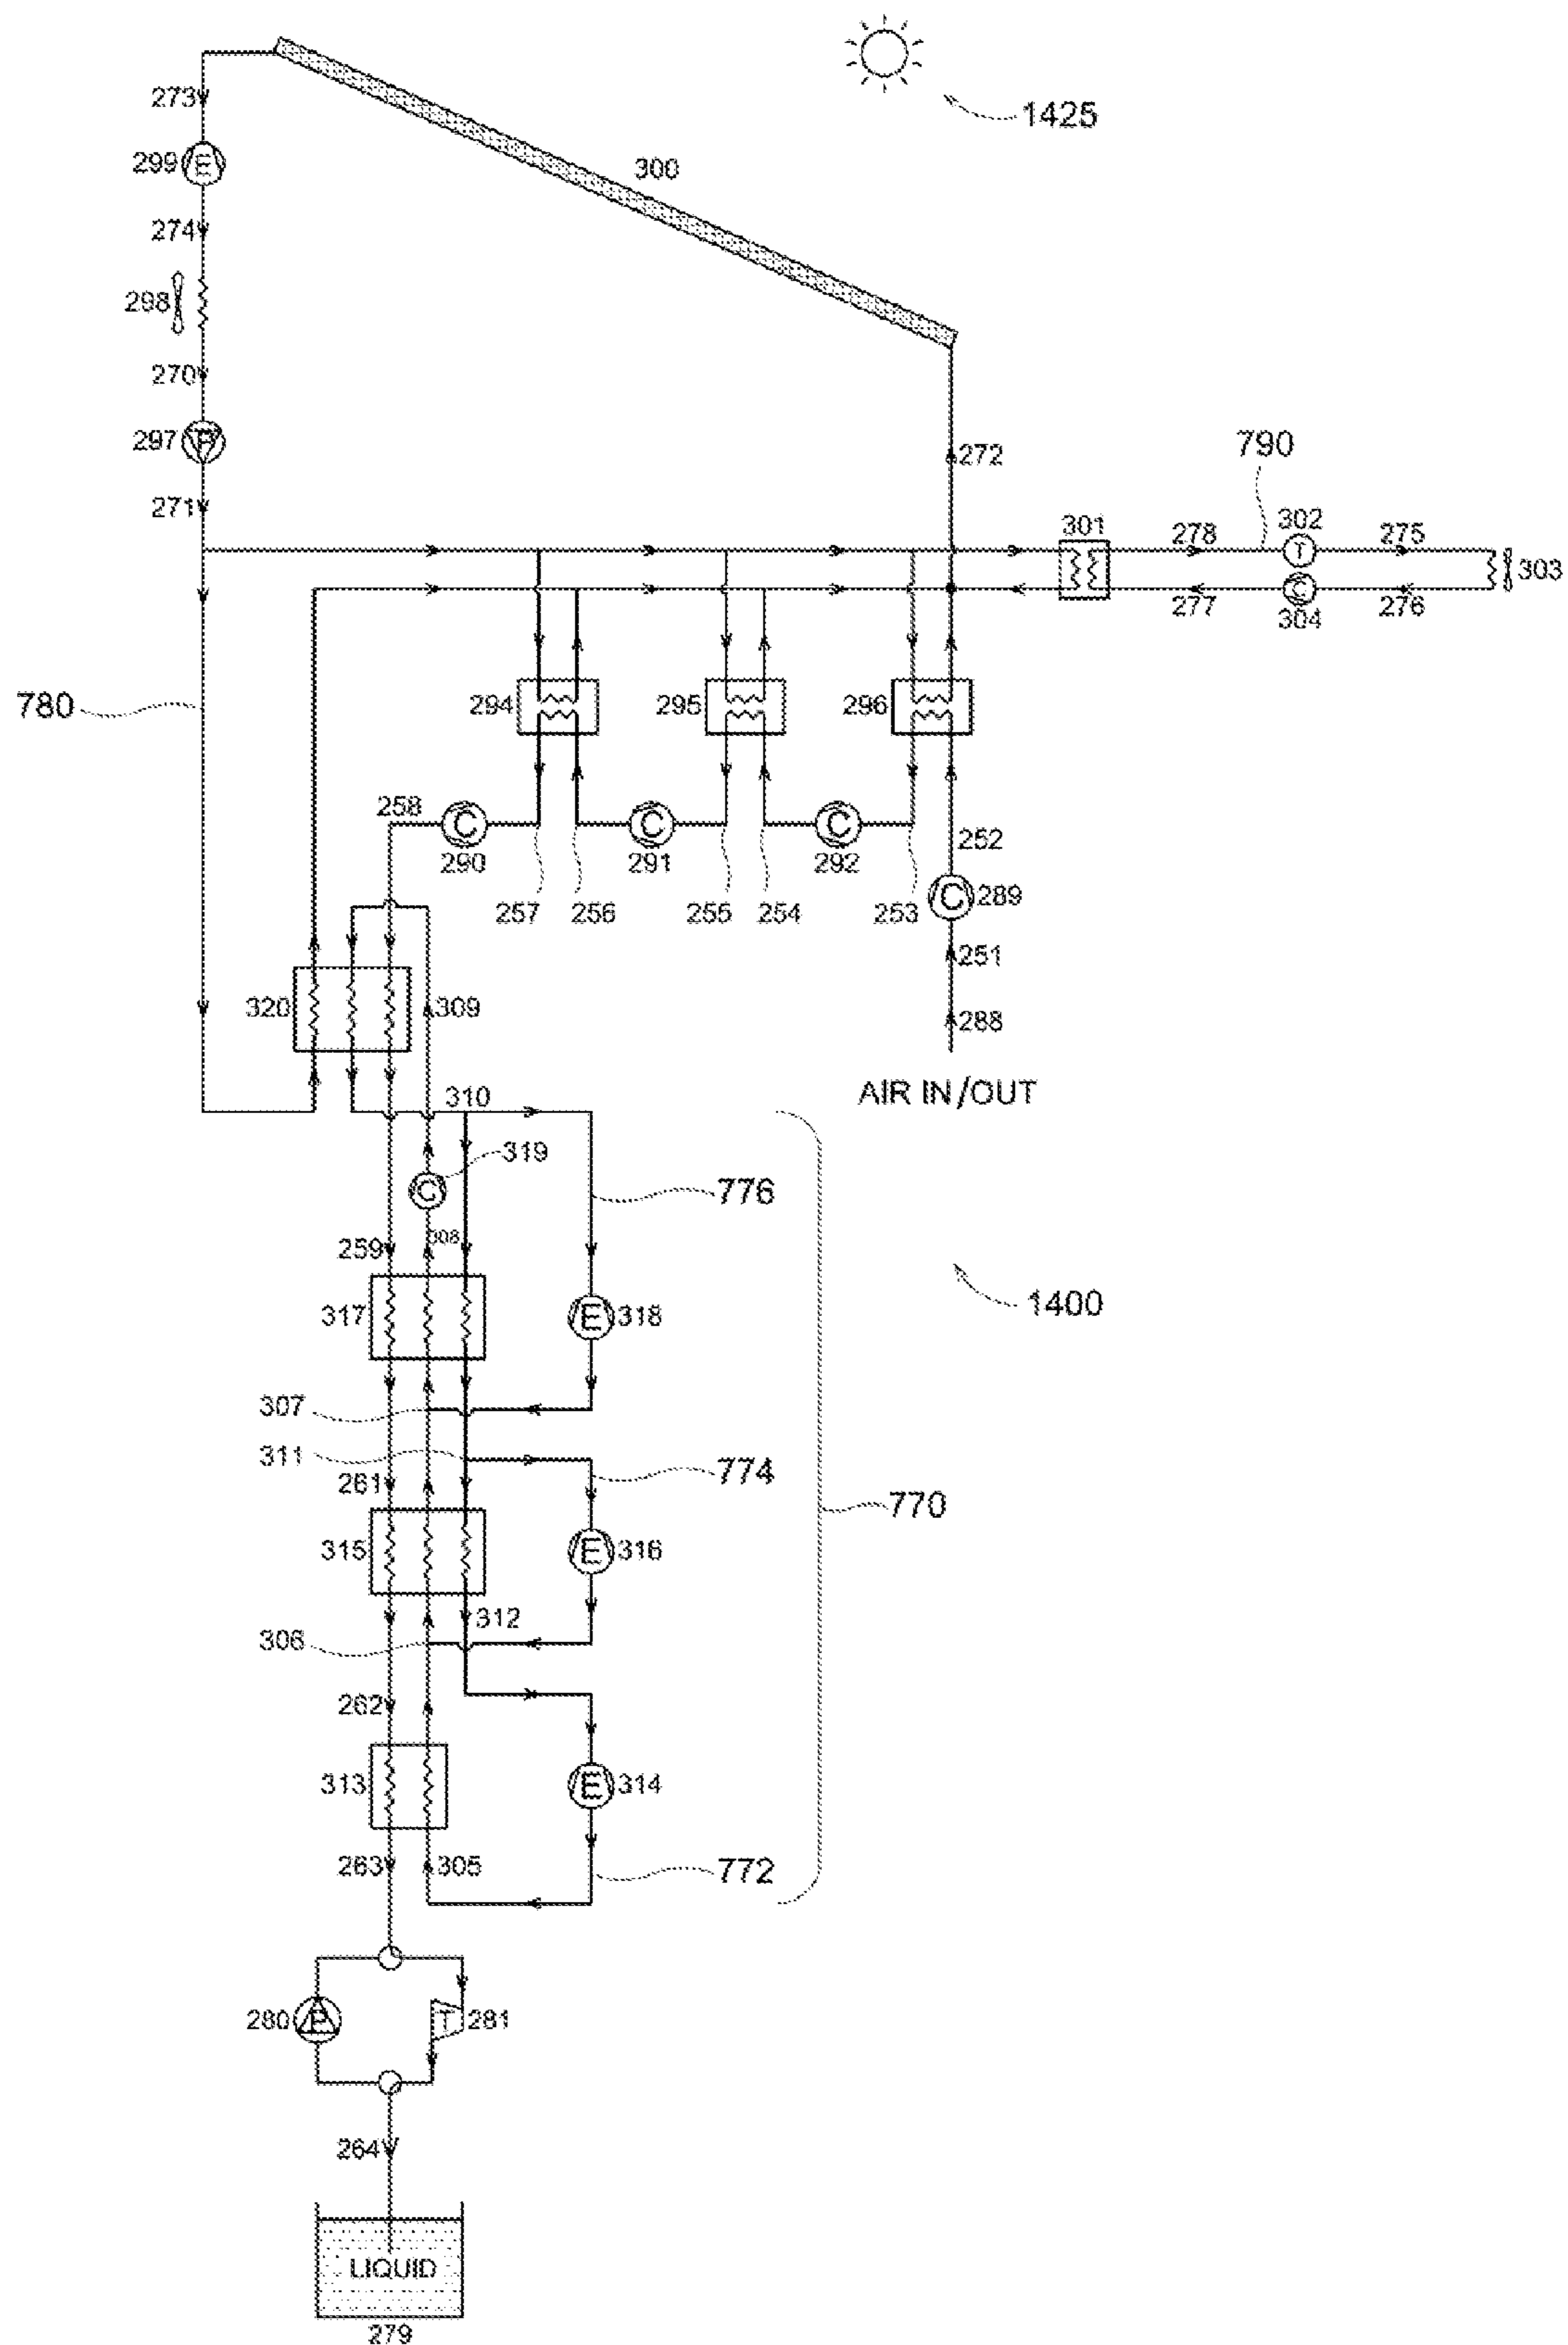 1425
273
300
299 E
274
298
270
297 P
272
271
790
301 278 302 T 275
303
277 C 304 276
780
294 295 296
258
C C C
290 291 292
252
257 256 255 254 253
C 289
251
320 309
288
AIR IN/OUT
310
319
C
776
259 308
317
E 318
1400
307
311
261
774
770
315
E 316
312
306
262
313
E 314
263 305
772
280 P T 281
264
LIQUID
279